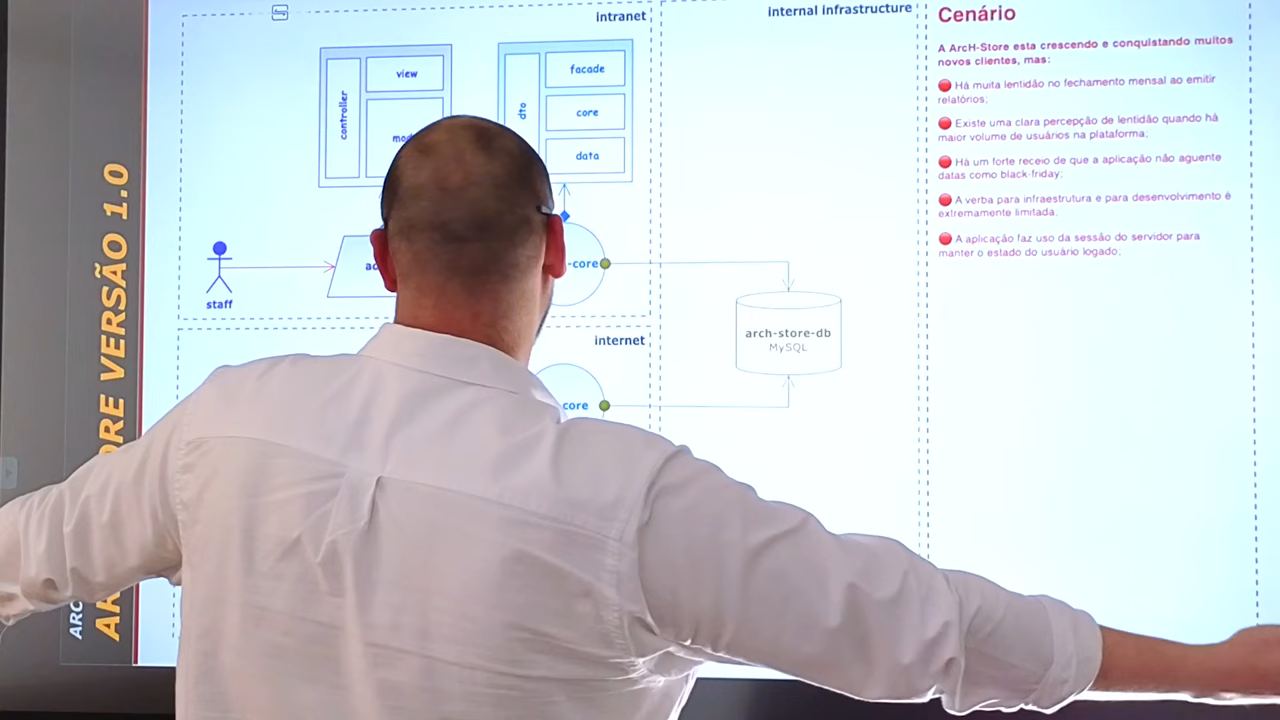 intranet
internal infrastructure
controller
view
dto
facade
core
data
staff
-core
internet
core
arch-store-db
MySQL
VERSÃO 1.0
Cenário
A ArcH-Store esta crescendo e conquistando muitos
novos clientes, mas:
Há muita lentidão no fechamento mensal ao emitir
relatórios;
Existe uma clara percepção de lentidão quando há
maior volume de usuários na plataforma;
Há um forte receio de que a aplicação não aguente
datas como black-friday;
A verba para infraestrutura e para desenvolvimento é
extremamente limitada.
A aplicação faz uso da sessão do servidor para
manter o estado do usuário logado;